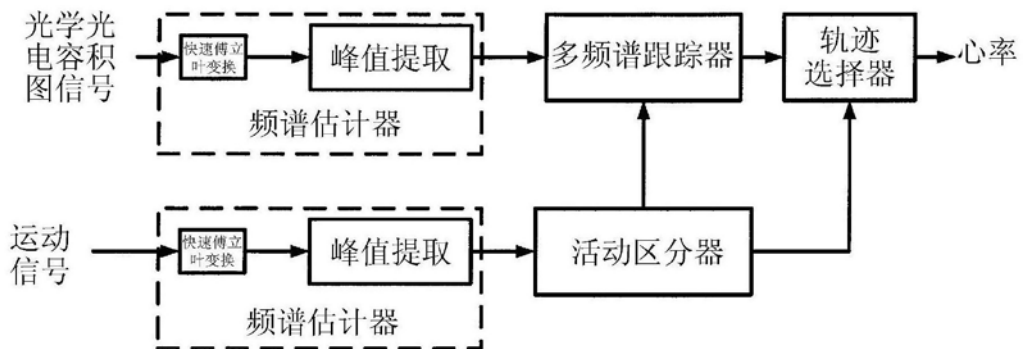 光学光
电容积
图信号
快速傅立
叶变换
峰值提取
频谱估计器
多频谱跟踪器
轨迹
选择器
心率
运动
信号
快速傅立
叶变换
峰值提取
频谱估计器
活动区分器